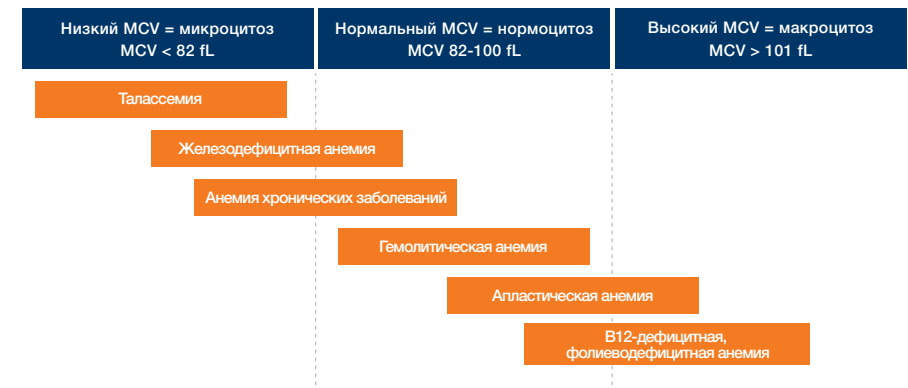 Низкий MCV = микроцитоз
MCV < 82 fL
Нормальный MCV = нормоцитоз
MCV 82-100 fL
Высокий MCV = макроцитоз
MCV > 101 fL
Талассемия
Железодефицитная анемия
Анемия хронических заболеваний
Гемолитическая анемия
Апластическая анемия
B12-дефицитная,
фолиеводефицитная анемия